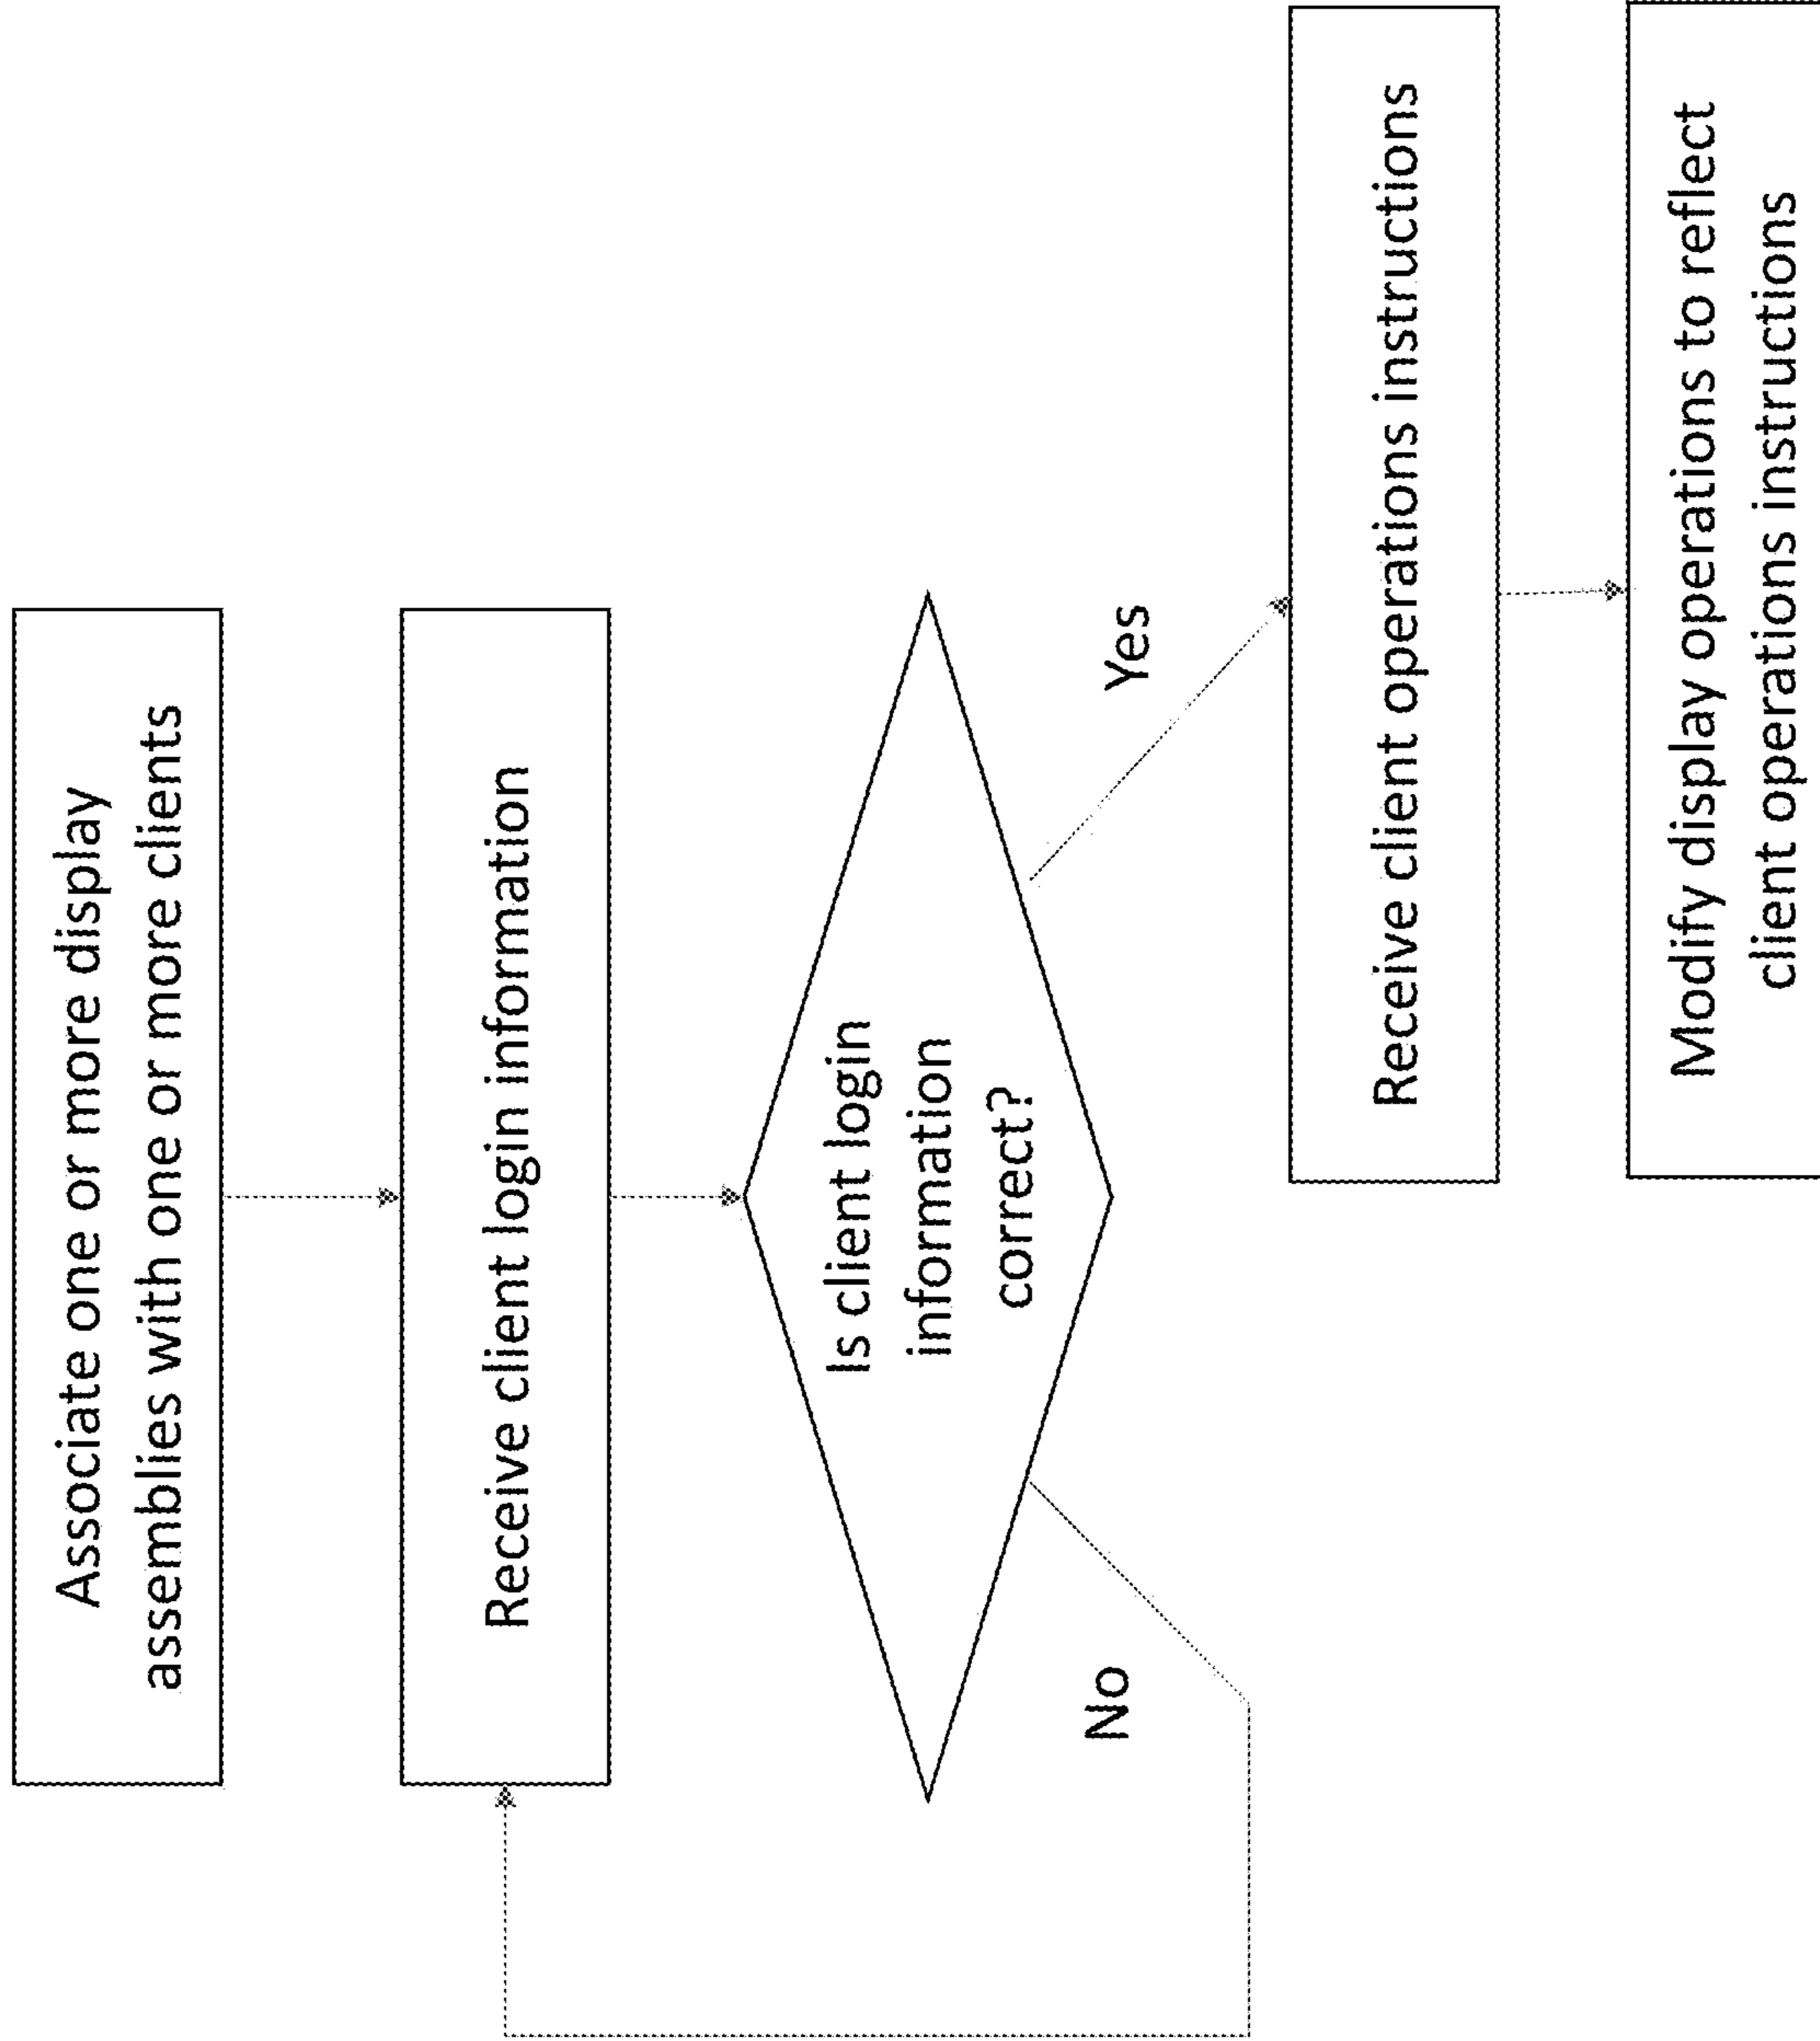 Associate one or more display
assemblies with one or more clients
Receive client login information
Is client login
information
correct?
No
Yes
Receive client operations instructions
Modify display operations to reflect
client operations instructions